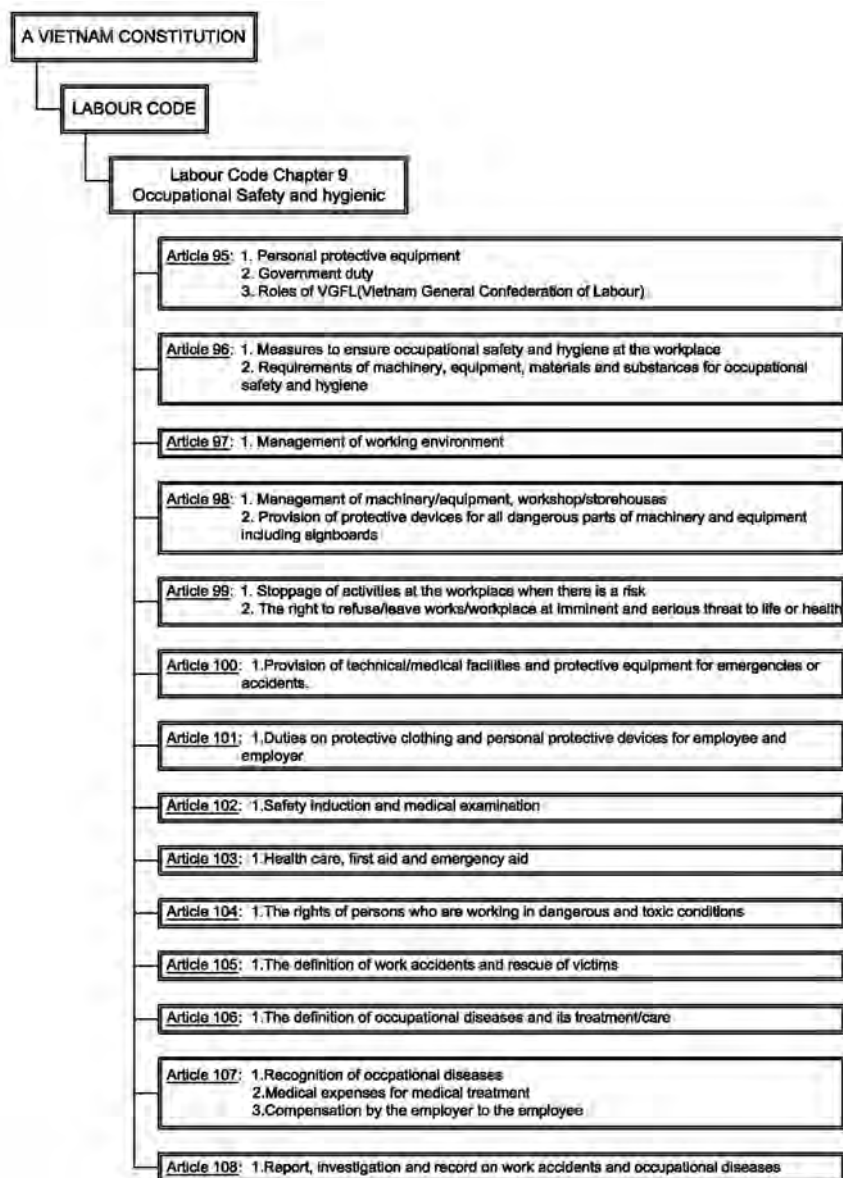 A VIETNAM CONSTITUTION
LABOUR CODE
Labour Code Chapter 9
Occupational Safety and hygienic
Article 95: 1. Personal protective equipment
2. Government duty
3. Roles of VGFL(Vietnam General Confederation of Labour)
Article 96: 1. Measures to ensure occupational safety and hygiene at the workplace
2. Requirements of machinery, equipment, materials and substances for occupational
safety and hygiene
Article 97: 1. Management of working environment
Article 98: 1. Management of machinery/equipment, workshop/storehouses
2. Provision of protective devices for all dangerous parts of machinery and equipment
including signboards
Article 99: 1. Stoppage of activities at the workplace when there is a risk
2. The right to refuse/leave works/workplace at imminent and serious threat to life or health
Article 100: 1.Provision of technical/medical facilities and protective equipment for emergencies or
accidents.
Article 101: 1.Duties on protective clothing and personal protective devices for employee and
employer
Article 102: 1.Safety induction and medical examination
Article 103: 1.Health care, first aid and emergency aid
Article 104: 1.The rights of persons who are working in dangerous and toxic conditions
Article 105: 1.The definition of work accidents and rescue of victims
Article 106: 1.The definition of occupational diseases and its treatment/care
Article 107: 1.Recognition of occpational diseases
2.Medical expenses for medical treatment
3.Compensation by the employer to the employee
Article 108: 1.Report, investigation and record on work accidents and occupational diseases